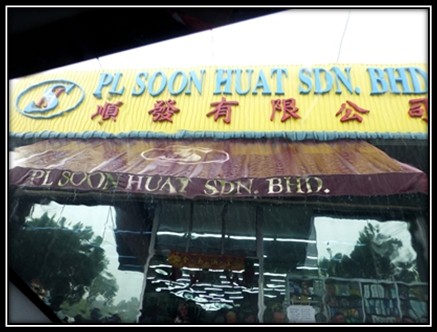 PL SOON HUAT SDN. BHD
順發有限公司
PL SOON HUAT SDN. BHD.